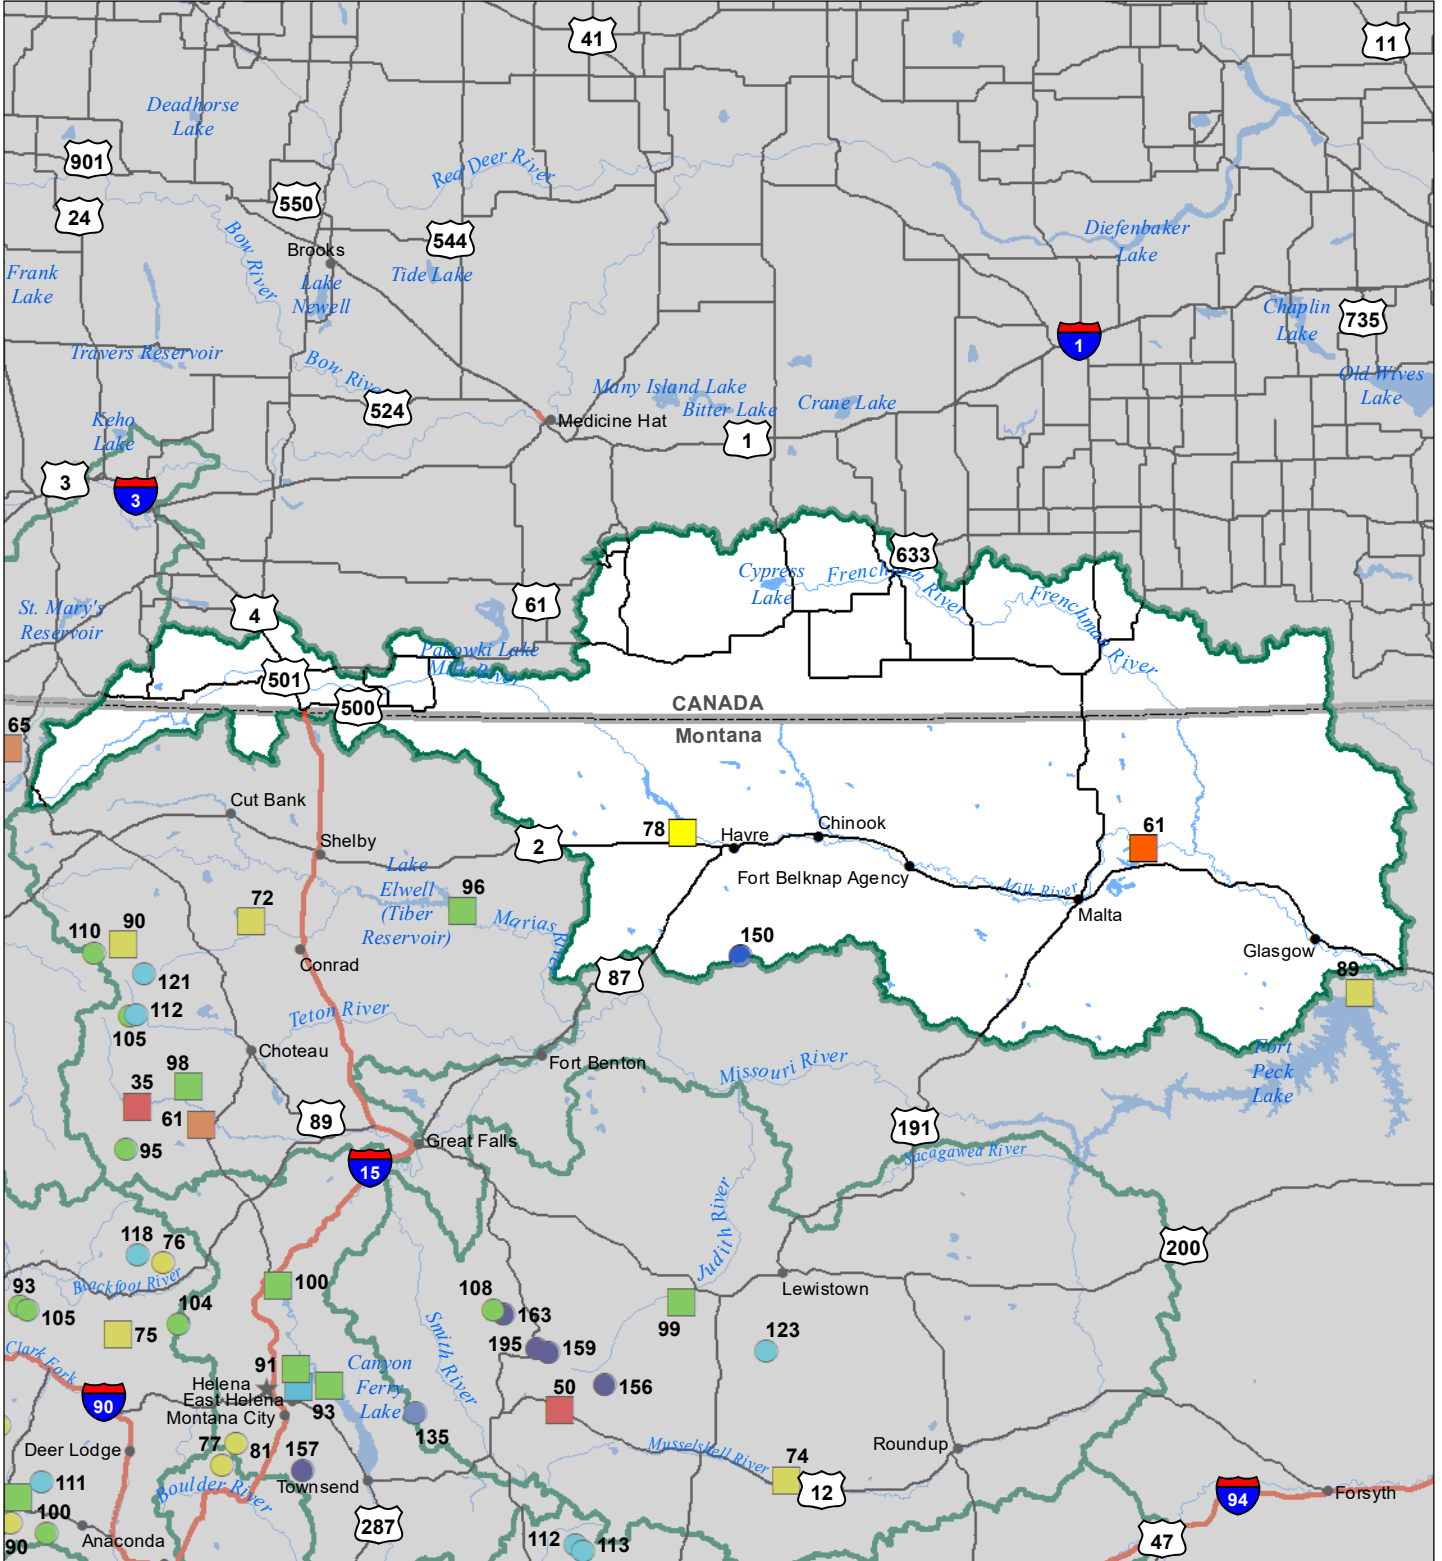 41
11
Deadhorse
Lake
901
Red Deer River
550
24
Bow River
544
Diefenbaker
Lake
Brooks
Frank
Lake
Tide Lake
Lake
Newell
Chaplin
Lake
735
1
Travers Reservoir
Bow River
Many Island Lake
Old Wives
Lake
524
Bitter Lake
Crane Lake
Keho
Lake
Medicine Hat
1
3
3
633
Cypress
Lake
Frenchman River
Frenchman River
61
St. Mary's
Reservoir
4
Pakowki Lake
Milk River
501
500
CANADA
Montana
65
Cut Bank
78
Havre
Chinook
61
Shelby
2
Lake
Elwell
(Tiber
Reservoir)
Fort Belknap Agency
Milk River
96
72
Malta
Marias River
110
90
150
Glasgow
Conrad
121
87
89
112
105
Teton River
Choteau
Fort Benton
Missouri River
Fort
Peck
Lake
98
35
61
89
191
Great Falls
95
Sacagawea River
15
Judith River
118
76
200
Blackfoot River
93
105
104
100
108
163
Lewistown
99
75
Smith River
195
159
123
Clark Fork
91
Canyon
Ferry
Lake
Helena
East Helena
Montana City
93
156
50
90
135
77
81
Deer Lodge
157
Musselshell River
Roundup
74
12
111
Boulder River
Townsend
94
Forsyth
100
287
90
Anaconda
112
113
47